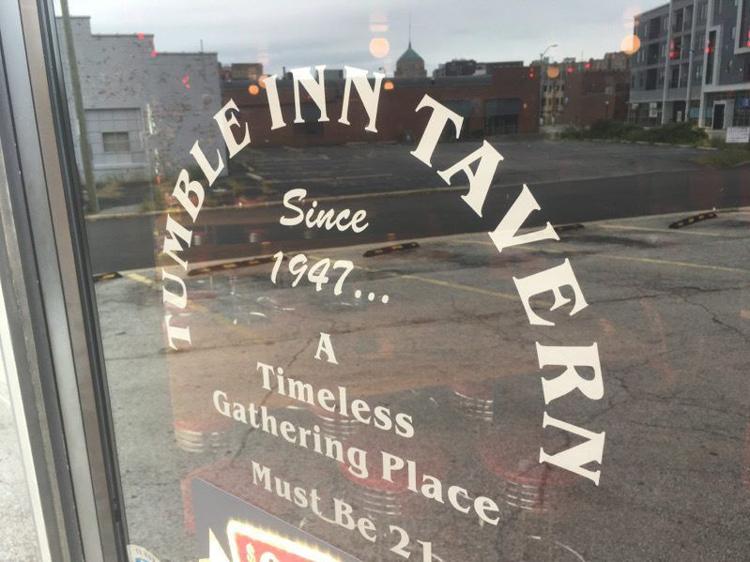 TUMBLE INN TAVERN
Since
1947...
A
Timeless
Gathering Place
Must Be 21